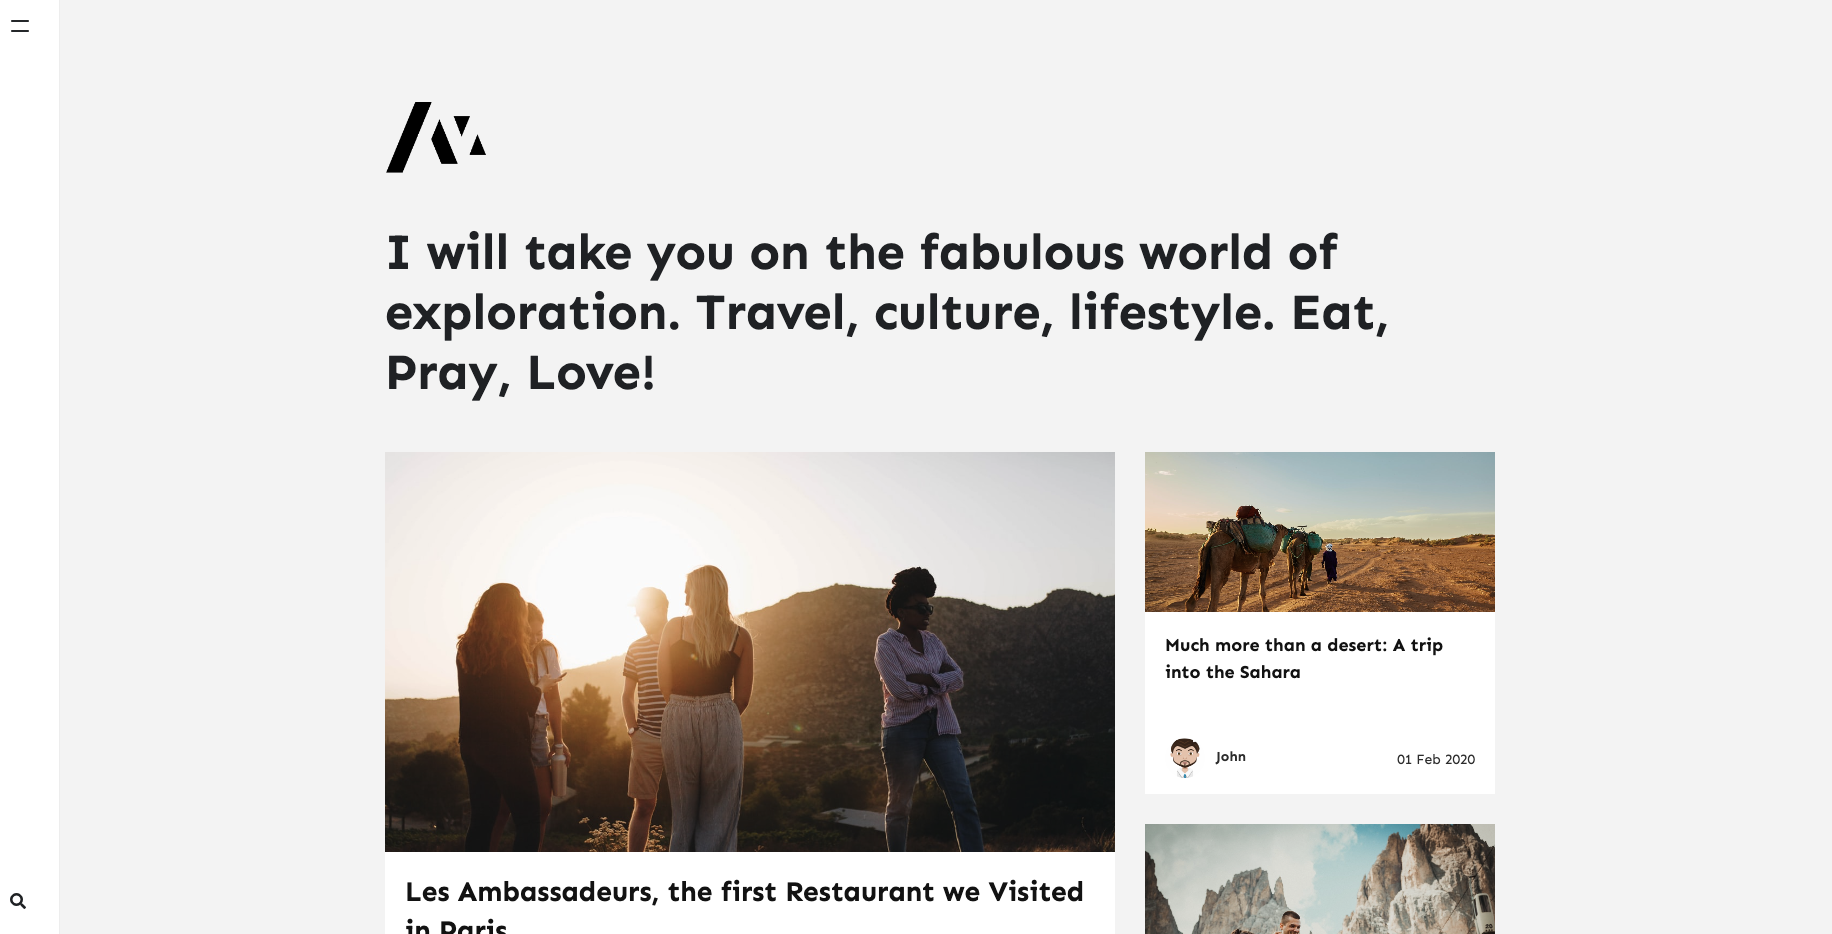 I will take you on the fabulous world of
exploration. Travel, culture, lifestyle. Eat,
Pray, Love!
Much more than a desert: A trip
into the Sahara
John
01 Feb 2020
Les Ambassadeurs, the first Restaurant we Visited
in Paris